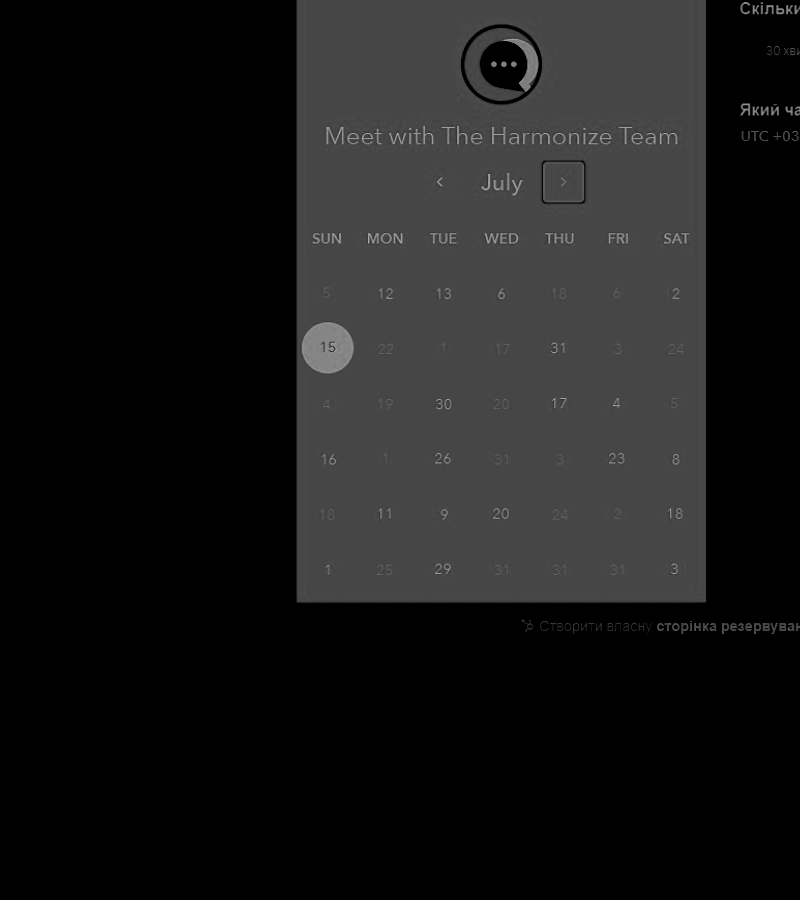 Скільки
30 хви
Який ча
UTC +03
Meet with The Harmonize Team
July
SUN MON TUE WED THU FRI SAT
5 12 13 6 18 6 2
15 22 1 17 31 3 24
4 19 30 20 17 4 5
16 1 26 31 3 23 8
18 11 9 20 24 2 18
1 25 29 31 31 31 3
Створити власну сторінка резервуван